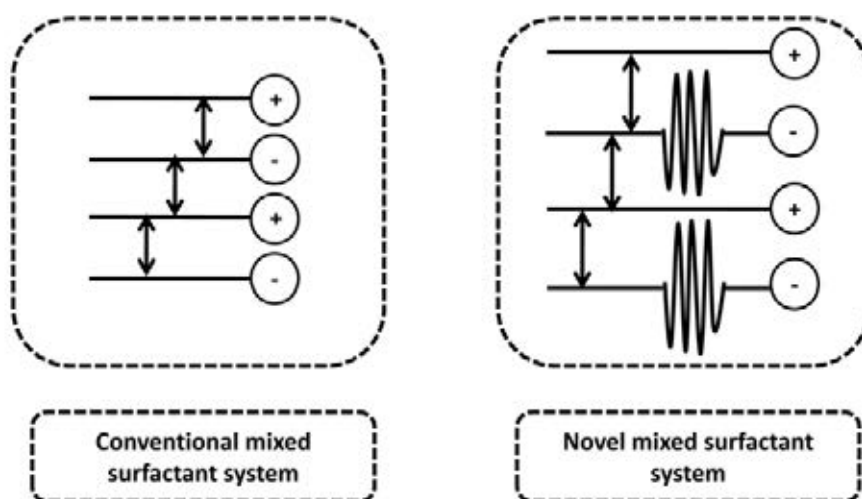 +
-
+
-
+
-
+
-
Conventional mixed
surfactant system
Novel mixed surfactant
system